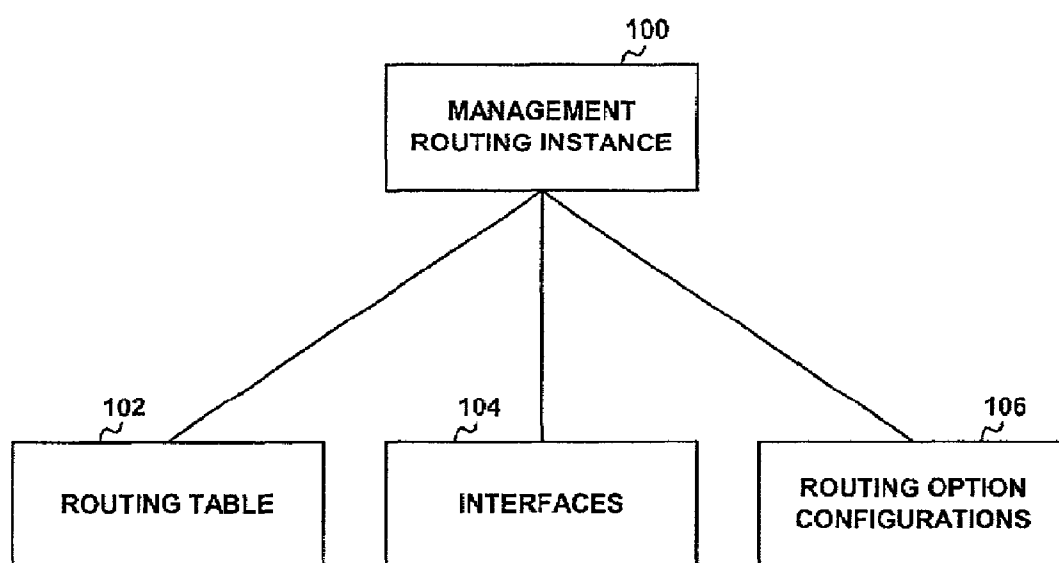 100
MANAGEMENT
ROUTING INSTANCE
102
104
106
ROUTING TABLE
INTERFACES
ROUTING OPTION
CONFIGURATIONS